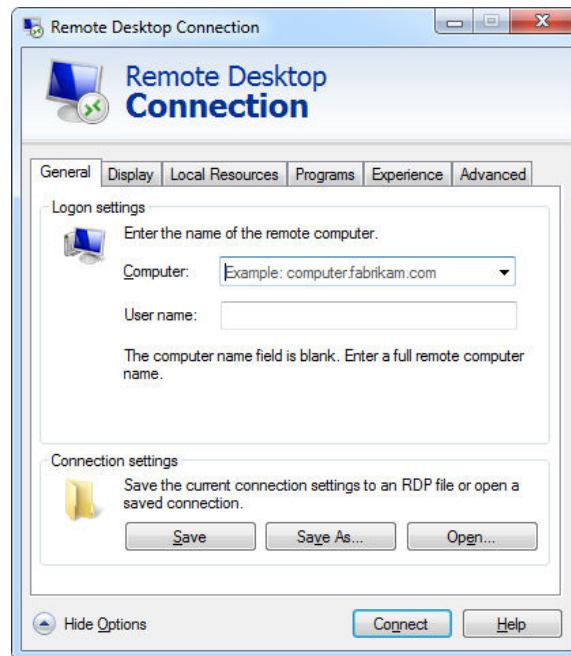 Remote Desktop Connection
Remote Desktop
Connection
General Display Local Resources Programs Experience Advanced
Logon settings
Enter the name of the remote computer.
Computer: Example: computer.fabrikam.com
User name:
The computer name field is blank. Enter a full remote computer
name.
Connection settings
Save the current connection settings to an RDP file or open a
saved connection.
Save Save As... Open...
Hide Options Connect Help